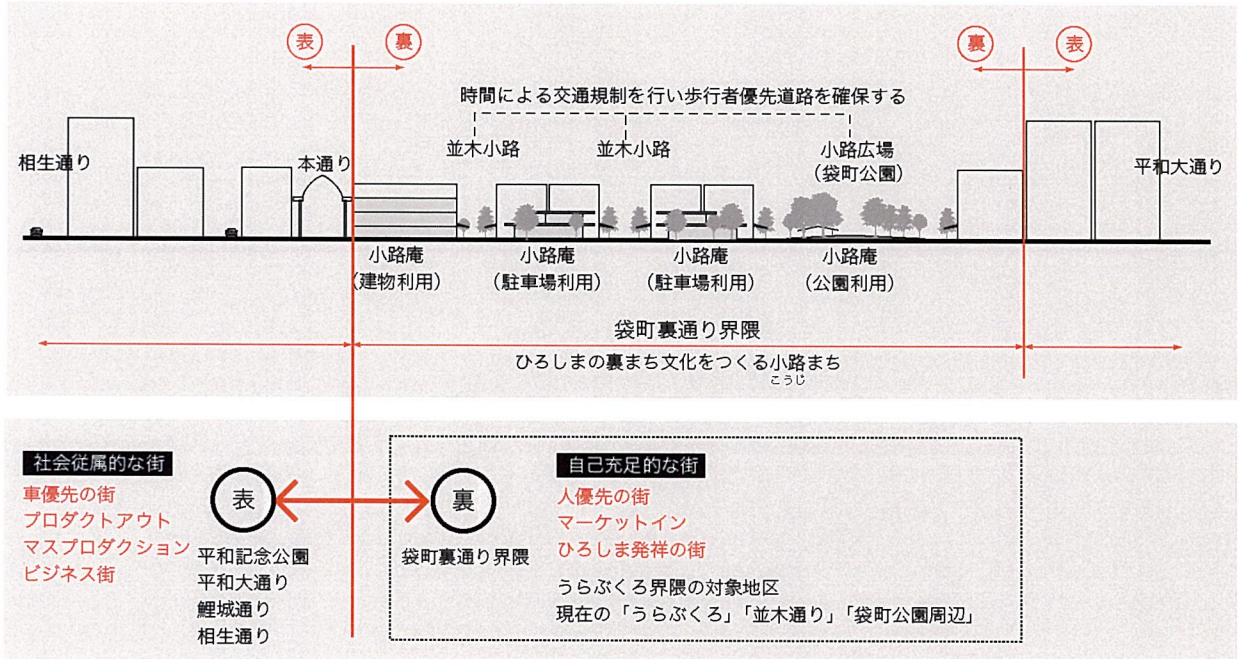 表
裏
裏
表
時間による交通規制を行い歩行者優先道路を確保する
相生通り
本通り
並木小路
並木小路
小路広場
(袋町公園)
平和大通り
小路庵
(建物利用)
小路庵
(駐車場利用)
小路庵
(駐車場利用)
小路庵
(公園利用)
袋町裏通り界隈
ひろしまの裏まち文化をつくる小路まち
こうじ
社会従属的な街
車優先の街
プロダクトアウト
マスプロダクション
ビジネス街
表
平和記念公園
平和大通り
鯉城通り
相生通り
裏
袋町裏通り界隈
自己充足的な街
人優先の街
マーケットイン
ひろしま発祥の街
うらぶくろ界隈の対象地区
現在の「うらぶくろ」「並木通り」「袋町公園周辺」